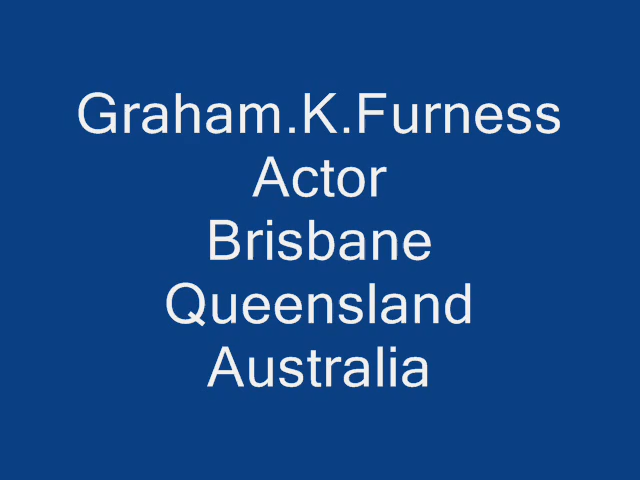 Graham.K.Furness
Actor
Brisbane
Queensland
Australia